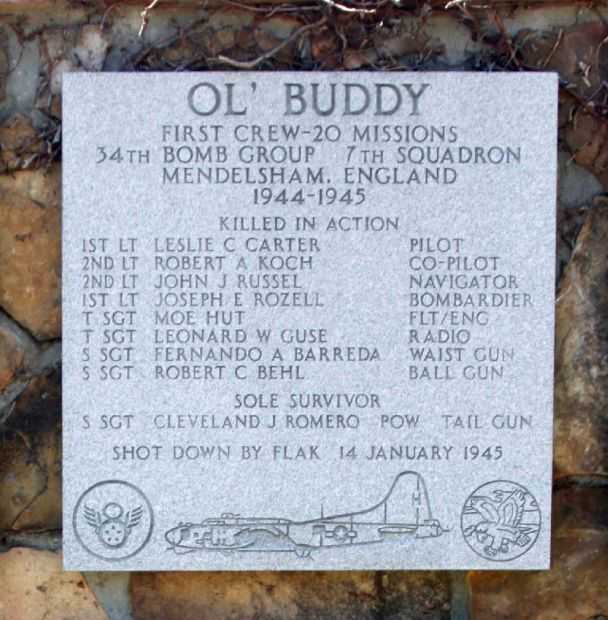 OL' BUDDY
FIRST CREW-20 MISSIONS
34TH BOMB GROUP 7TH SQUADRON
MENDELSHAM, ENGLAND
1944-1945
KILLED IN ACTION
1ST LT LESLIE C CARTER PILOT
2ND LT ROBERT A KOCH CO-PILOT
2ND LT JOHN J RUSSEL NAVIGATOR
1ST LT JOSEPH E ROZELL BOMBARDIER
T SGT MOE HUT FLT/ENG
T SGT LEONARD W GUSE RADIO
S SGT FERNANDO A BARREDA WAIST GUN
S SGT ROBERT C BEHL BALL GUN
SOLE SURVIVOR
S SGT CLEVELAND J ROMERO POW TAIL GUN
SHOT DOWN BY FLAK 14 JANUARY 1945
H